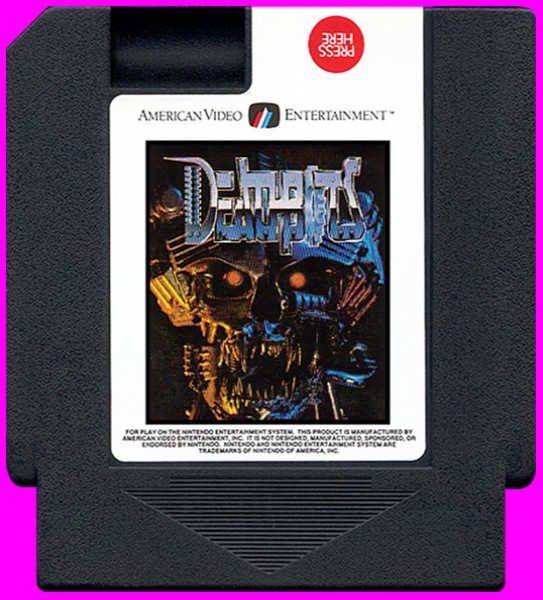 PRESS
HERE
AMERICAN VIDEO ENTERTAINMENT™
FOR PLAY ON THE NINTENDO ENTERTAINMENT SYSTEM. THIS PRODUCT IS MANUFACTURED BY
AMERICAN VIDEO ENTERTAINMENT, INC. IT IS NOT DESIGNED, MANUFACTURED, SPONSORED, OR
ENDORSED BY NINTENDO. NINTENDO AND NINTENDO ENTERTAINMENT SYSTEM ARE
TRADEMARKS OF NINTENDO OF AMERICA, INC.